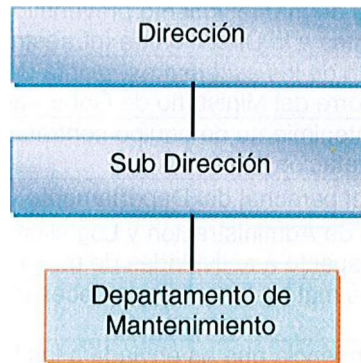 Dirección
Sub Dirección
Departamento de
Mantenimiento